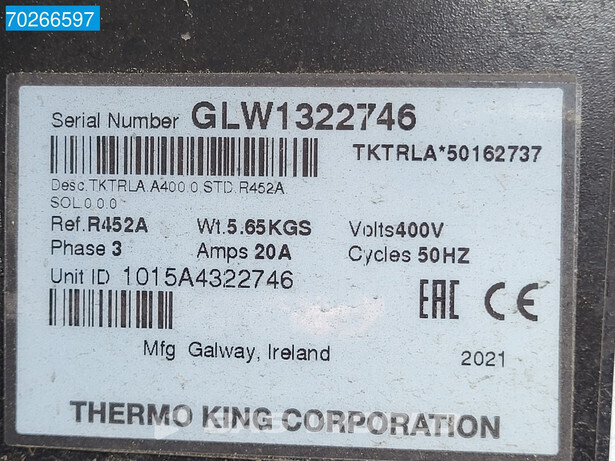 70266597
Serial Number GLW1322746
TKTRLA*50162737
Desc.TKTRLA.A400.0.STD.R452A.
SOL.0.0.0
Ref.R452A Wt.5.65KGS Volts400V
Phase 3 Amps 20A Cycles 50HZ
Unit ID 1015A4322746
EAC CE
Mfg Galway, Ireland 2021
THERMO KING CORPORATION